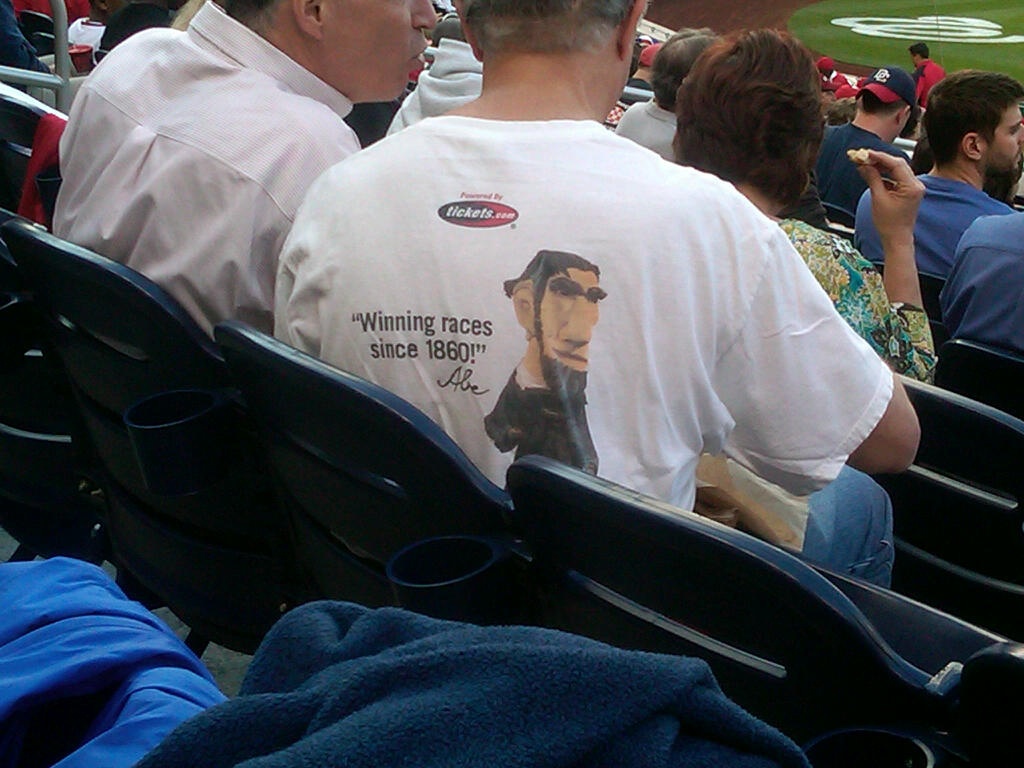 Powered By
tickets.com
"Winning races
since 1860!"
Abe